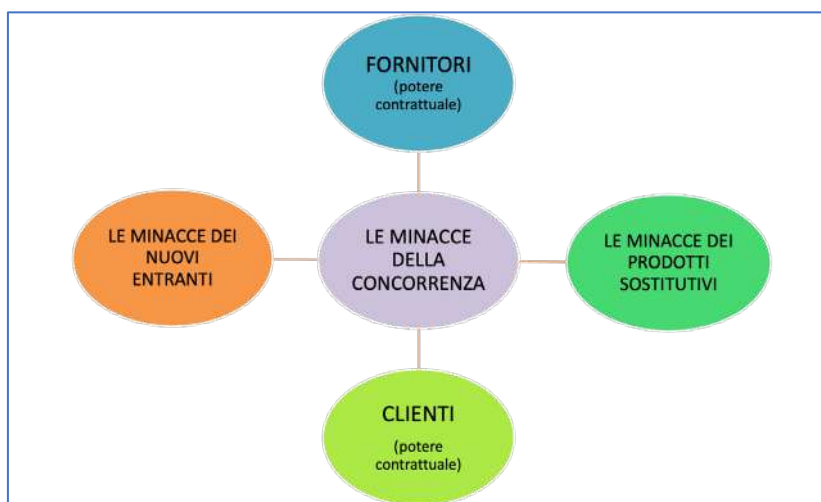 FORNITORI
(potere
contrattuale)
LE MINACCE DEI
NUOVI
ENTRANTI
LE MINACCE
DELLA
CONCORRENZA
LE MINACCE DEI
PRODOTTI
SOSTITUTIVI
CLIENTI
(potere
contrattuale)